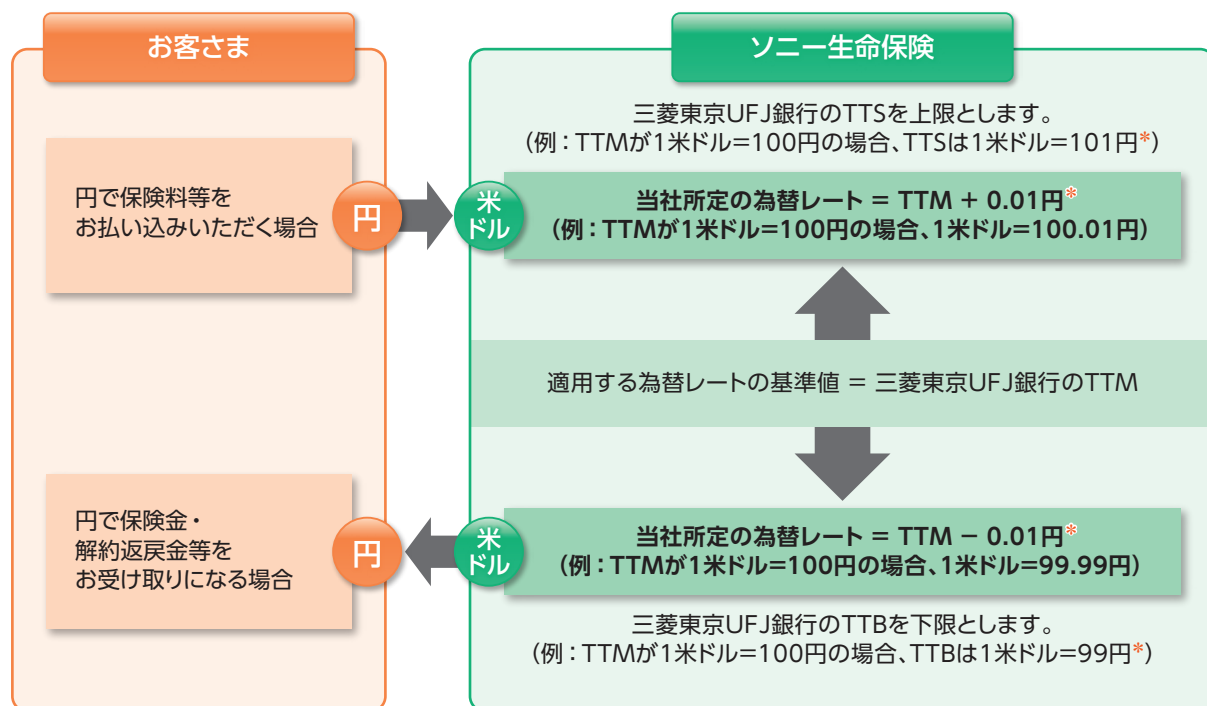 お客さま
ソニー生命保険
三菱東京UFJ銀行のTTSを上限とします。
（例：TTMが1米ドル＝100円の場合、TTSは1米ドル＝101円*）
円で保険料等を
お払い込みいただく場合
円
米
ドル
当社所定の為替レート ＝ TTM ＋ 0.01円*
（例：TTMが1米ドル＝100円の場合、1米ドル＝100.01円）
適用する為替レートの基準値 ＝ 三菱東京UFJ銀行のTTM
円で保険金・
解約返戻金等を
お受け取りになる場合
円
米
ドル
当社所定の為替レート ＝ TTM － 0.01円*
（例：TTMが1米ドル＝100円の場合、1米ドル＝99.99円）
三菱東京UFJ銀行のTTBを下限とします。
（例：TTMが1米ドル＝100円の場合、TTBは1米ドル＝99円*）